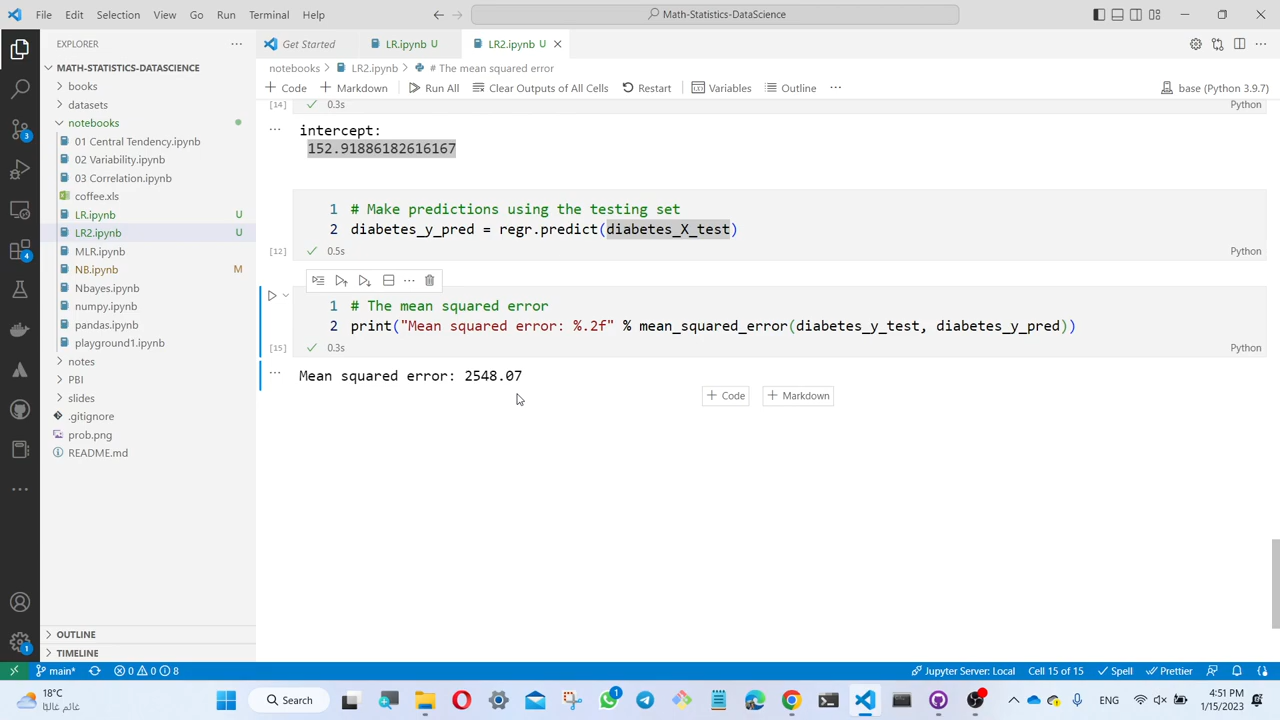 File Edit Selection View Go Run Terminal Help
Math-Statistics-DataScience
EXPLORER
MATH-STATISTICS-DATASCIENCE
books
datasets
notebooks
01 Central Tendency.ipynb
02 Variability.ipynb
03 Correlation.ipynb
coffee.xls
LR.ipynb U
LR2.ipynb U
MLR.ipynb
NB.ipynb M
Nbayes.ipynb
numpy.ipynb
pandas.ipynb
playground1.ipynb
notes
PBI
slides
.gitignore
prob.png
README.md
OUTLINE
TIMELINE
3
4
1
Get Started
LR.ipynb U
LR2.ipynb U
notebooks > LR2.ipynb > # The mean squared error
+ Code + Markdown Run All Clear Outputs of All Cells Restart Variables Outline ... base (Python 3.9.7)
[14] 0.3s Python
intercept:
152.91886182616167
1 # Make predictions using the testing set
2 diabetes_y_pred = regr.predict(diabetes_X_test)
[12] 0.5s Python
1 # The mean squared error
2 print("Mean squared error: %.2f" % mean_squared_error(diabetes_y_test, diabetes_y_pred))
[15] 0.3s Python
Mean squared error: 2548.07
+ Code + Markdown
main* 0 0 8 Jupyter Server: Local Cell 15 of 15 Spell Prettier
18°C
غائم غالبًا
Search
1
ENG
4:51 PM
1/15/2023